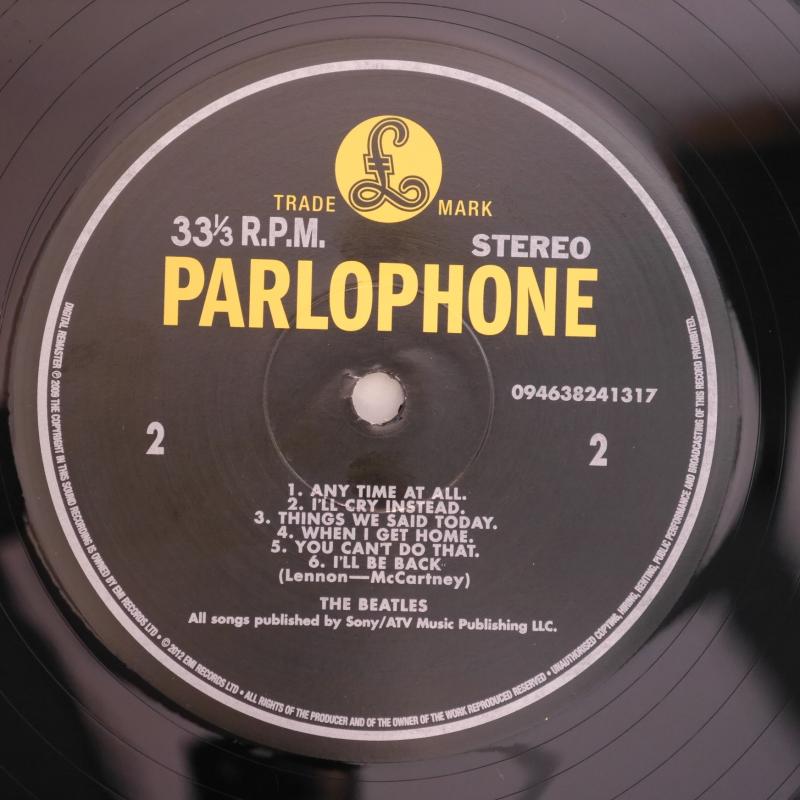 £
TRADE MARK
33⅓ R.P.M.
STEREO
PARLOPHONE
094638241317
2
2
1. ANY TIME AT ALL.
2. I'LL CRY INSTEAD.
3. THINGS WE SAID TODAY.
4. WHEN I GET HOME.
5. YOU CAN'T DO THAT.
6. I'LL BE BACK
(Lennon—McCartney)
THE BEATLES
All songs published by Sony/ATV Music Publishing LLC.
DIGITAL REMASTER ℗ 2009 THE COPYRIGHT IN THIS SOUND RECORDING IS OWNED BY EMI RECORDS LTD • © 2012 EMI RECORDS LTD • ALL RIGHTS OF THE PRODUCER AND OF THE OWNER OF THE WORK REPRODUCED RESERVED • UNAUTHORISED COPYING, HIRING, RENTING, PUBLIC PERFORMANCE AND BROADCASTING OF THIS RECORD PROHIBITED.